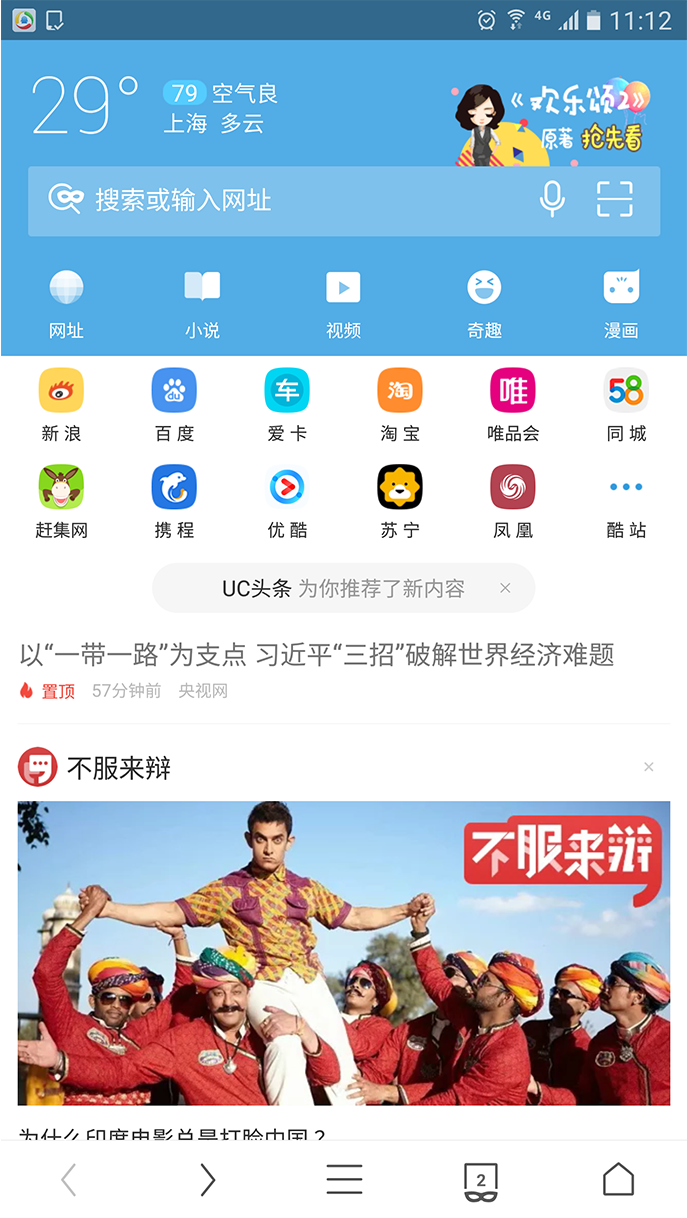 4G 11:12
29° 79 空气良
上海 多云
《欢乐颂2》
原著 抢先看
搜索或输入网址
网址 小说 视频 奇趣 漫画
车 淘 唯 58
新浪 百度 爱卡 淘宝 唯品会 同城
赶集网 携程 优酷 苏宁 凤凰 酷站
UC头条 为你推荐了新内容 ×
以“一带一路”为支点 习近平“三招”破解世界经济难题
置顶 57分钟前 央视网
不服来辩 ×
不服来辩
为什么印度电影总是打脸中国？
2